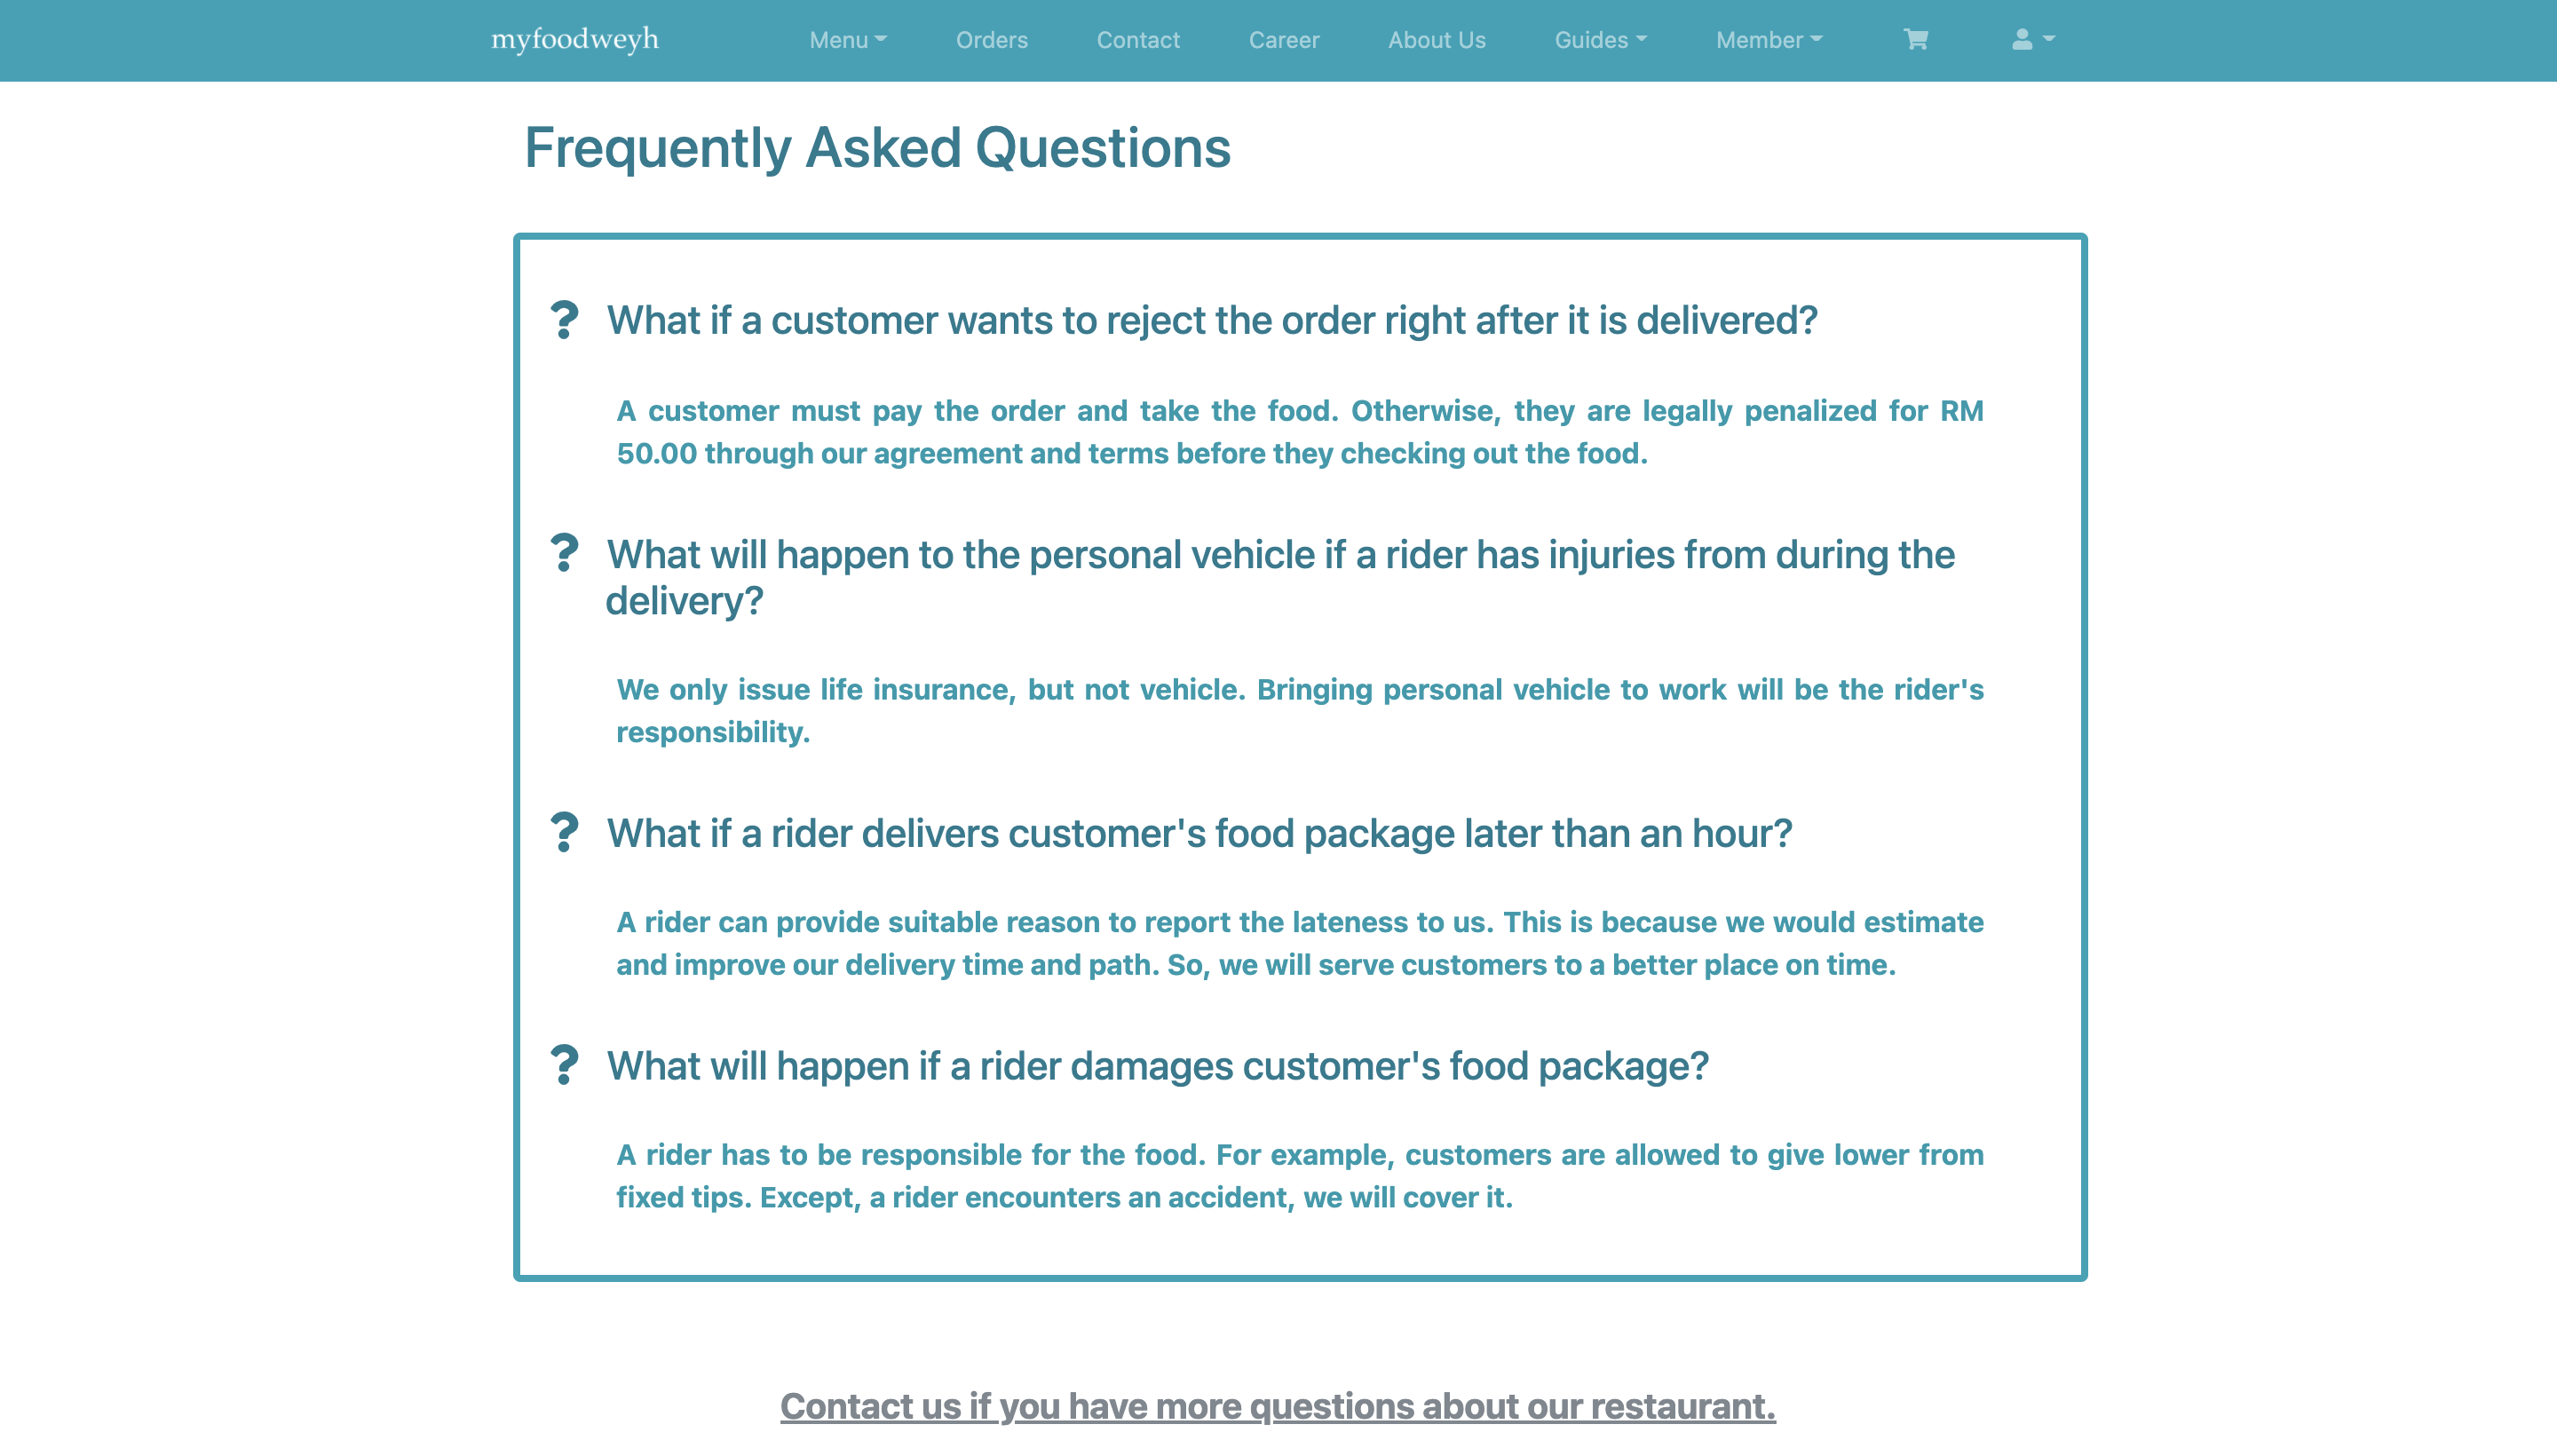 myfoodweyh Menu Orders Contact Career About Us Guides Member
Frequently Asked Questions
? What if a customer wants to reject the order right after it is delivered?
A customer must pay the order and take the food. Otherwise, they are legally penalized for RM
50.00 through our agreement and terms before they checking out the food.
? What will happen to the personal vehicle if a rider has injuries from during the
delivery?
We only issue life insurance, but not vehicle. Bringing personal vehicle to work will be the rider's
responsibility.
? What if a rider delivers customer's food package later than an hour?
A rider can provide suitable reason to report the lateness to us. This is because we would estimate
and improve our delivery time and path. So, we will serve customers to a better place on time.
? What will happen if a rider damages customer's food package?
A rider has to be responsible for the food. For example, customers are allowed to give lower from
fixed tips. Except, a rider encounters an accident, we will cover it.
Contact us if you have more questions about our restaurant.